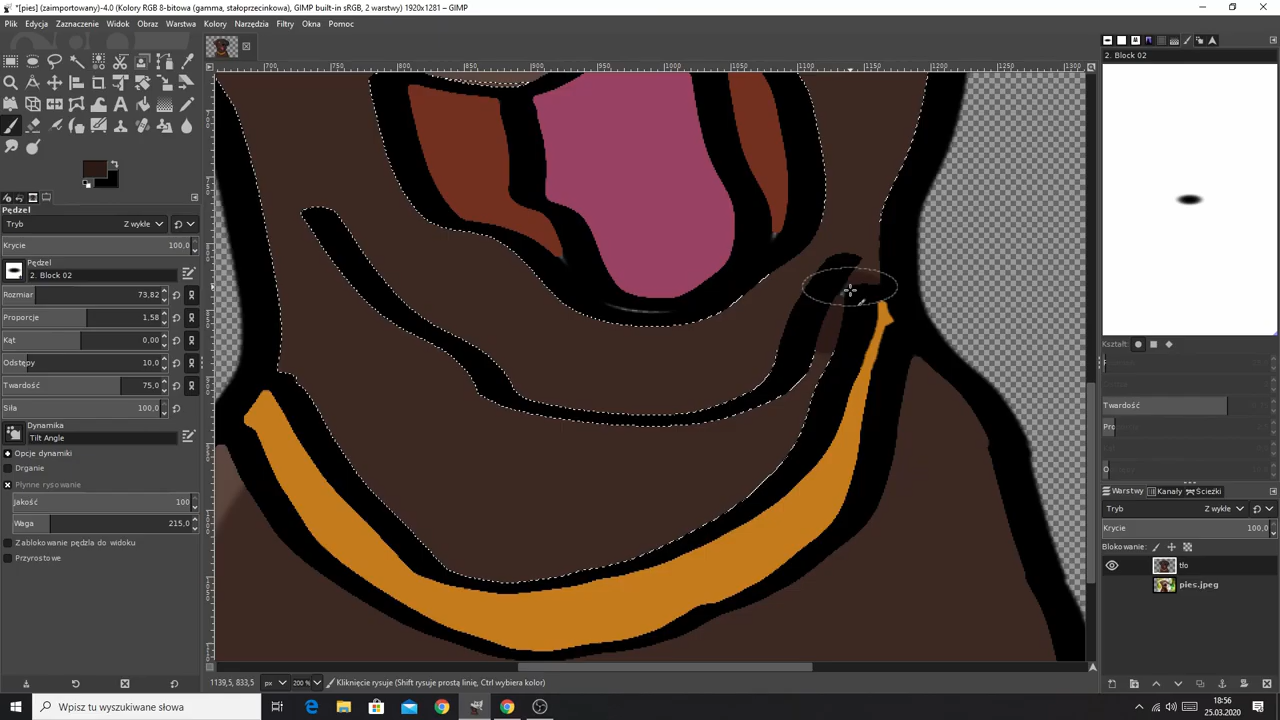 *[pies] (zaimportowany)-4.0 (Kolory RGB 8-bitowa (gamma, stałoprzecinkowa), GIMP built-in sRGB, 2 warstwy) 1920x1281 – GIMP
Plik Edycja Zaznaczenie Widok Obraz Warstwa Kolory Narzędzia Filtry Okna Pomoc
2. Block 02
Pędzel
Tryb Z wykłe
Krycie 100,0
Pędzel
2. Block 02
Rozmiar 73,82
Proporcje 1.58
Kąt 0,00
Odstępy 10,0
Twardość 75,0
Siła 100,0
Dynamika
Tilt Angle
Opcje dynamiki
Drganie
Płynne rysowanie
Jakość 100
Waga 215,0
Zablokowanie pędzla do widoku
Przyrostowe
Kształt:
Twardość
Warstwy Kanały Ścieżki
Tryb Z wykłe
Krycie 100,0
Blokowanie:
tło
pies.jpeg
1139,5, 833,5 px 200 % Kliknięcie rysuje (Shift rysuje prostą linię, Ctrl wybiera kolor)
Wpisz tu wyszukiwane słowa
18:56
25.03.2020